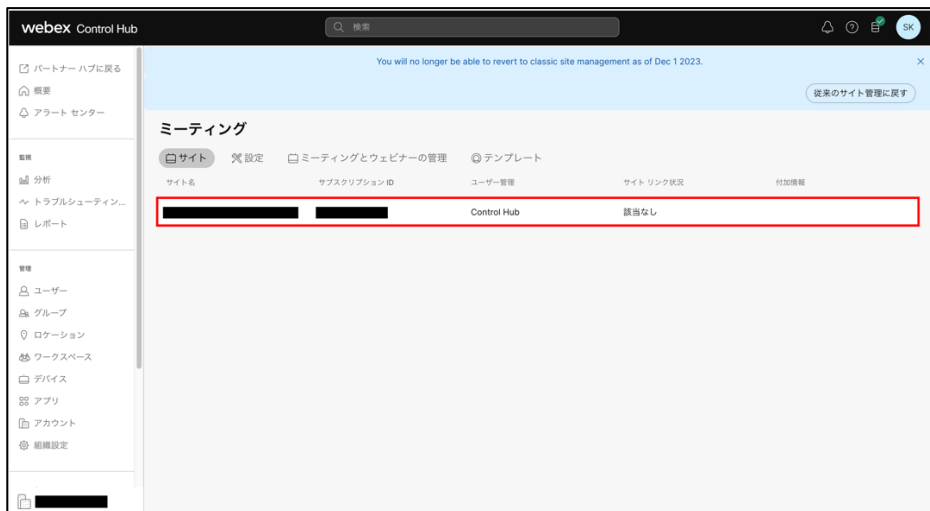 webex Control Hub
検索
SK
You will no longer be able to revert to classic site management as of Dec 1 2023.
従来のサイト管理に戻す
パートナー ハブに戻る
概要
アラート センター
監視
分析
トラブルシューティン...
レポート
管理
ユーザー
グループ
ロケーション
ワークスペース
デバイス
アプリ
アカウント
組織設定
ミーティング
サイト
設定
ミーティングとウェビナーの管理
テンプレート
サイト名
サブスクリプション ID
ユーザー管理
サイト リンク状況
付加情報
Control Hub
該当なし